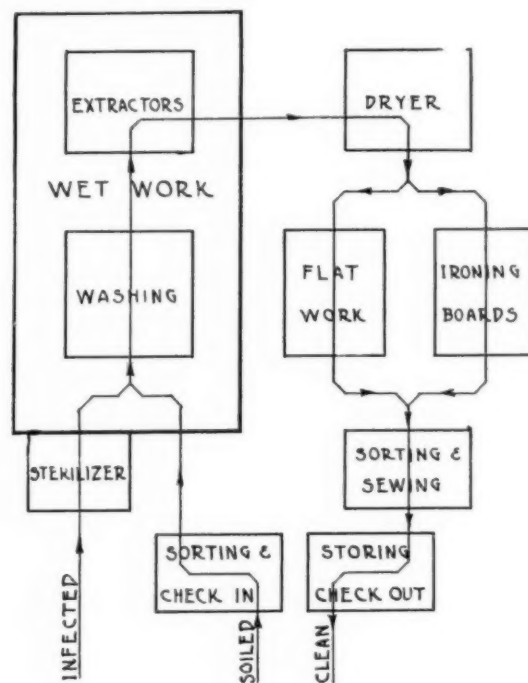 EXTRACTORS
DRYER
WET WORK
FLAT
WORK
IRONING
BOARDS
WASHING
SORTING &
SEWING
STERILIZER
SORTING &
CHECK IN
STORING
CHECK OUT
INFECTED
SOILED
CLEAN